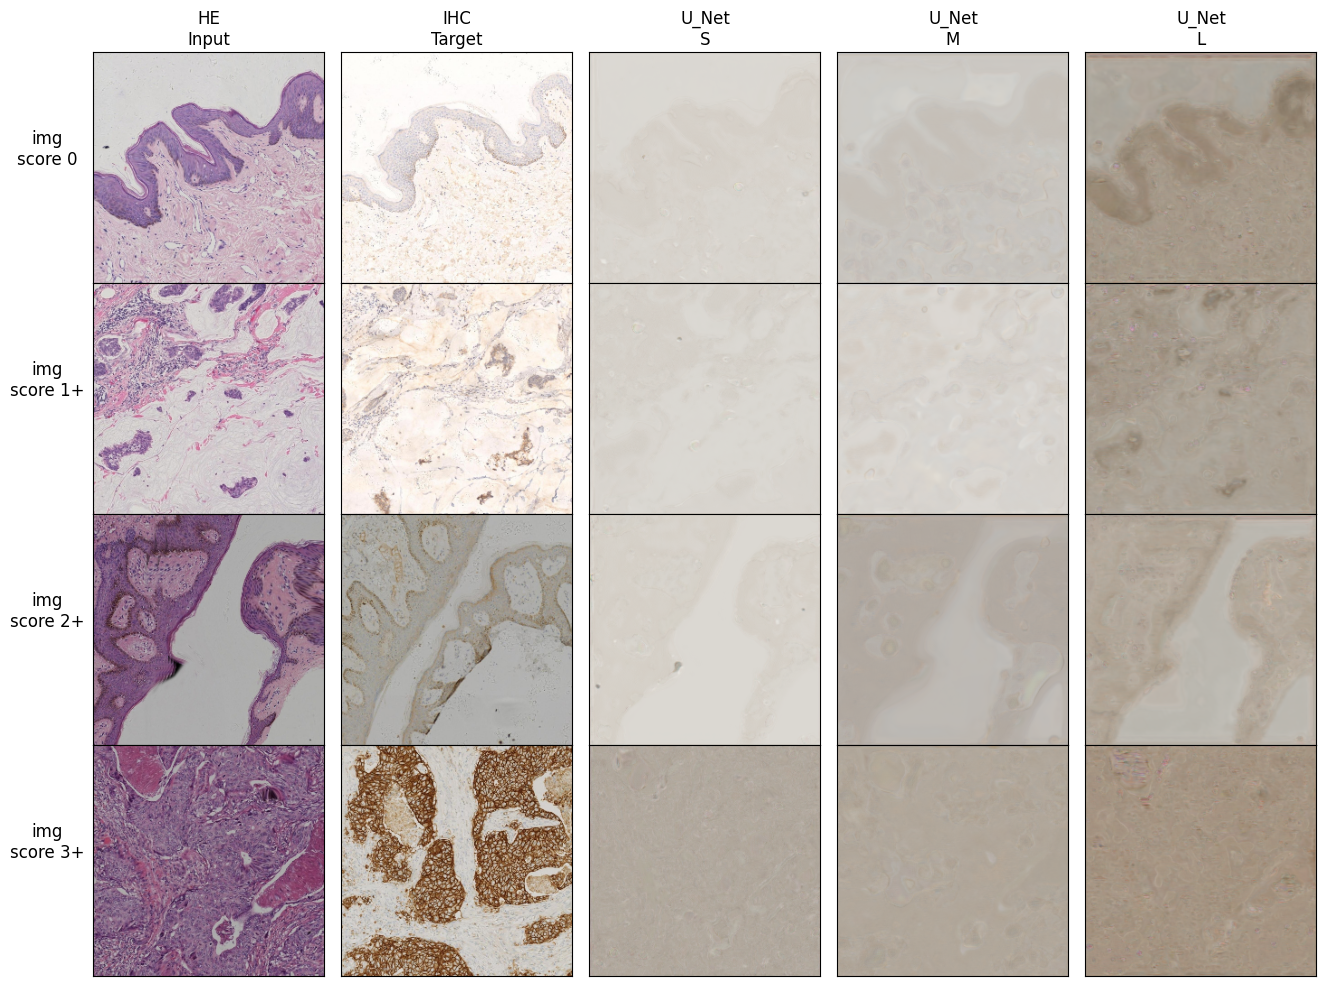 HE
Input
IHC
Target
U_Net
S
U_Net
M
U_Net
L
img
score 0
img
score 1+
img
score 2+
img
score 3+